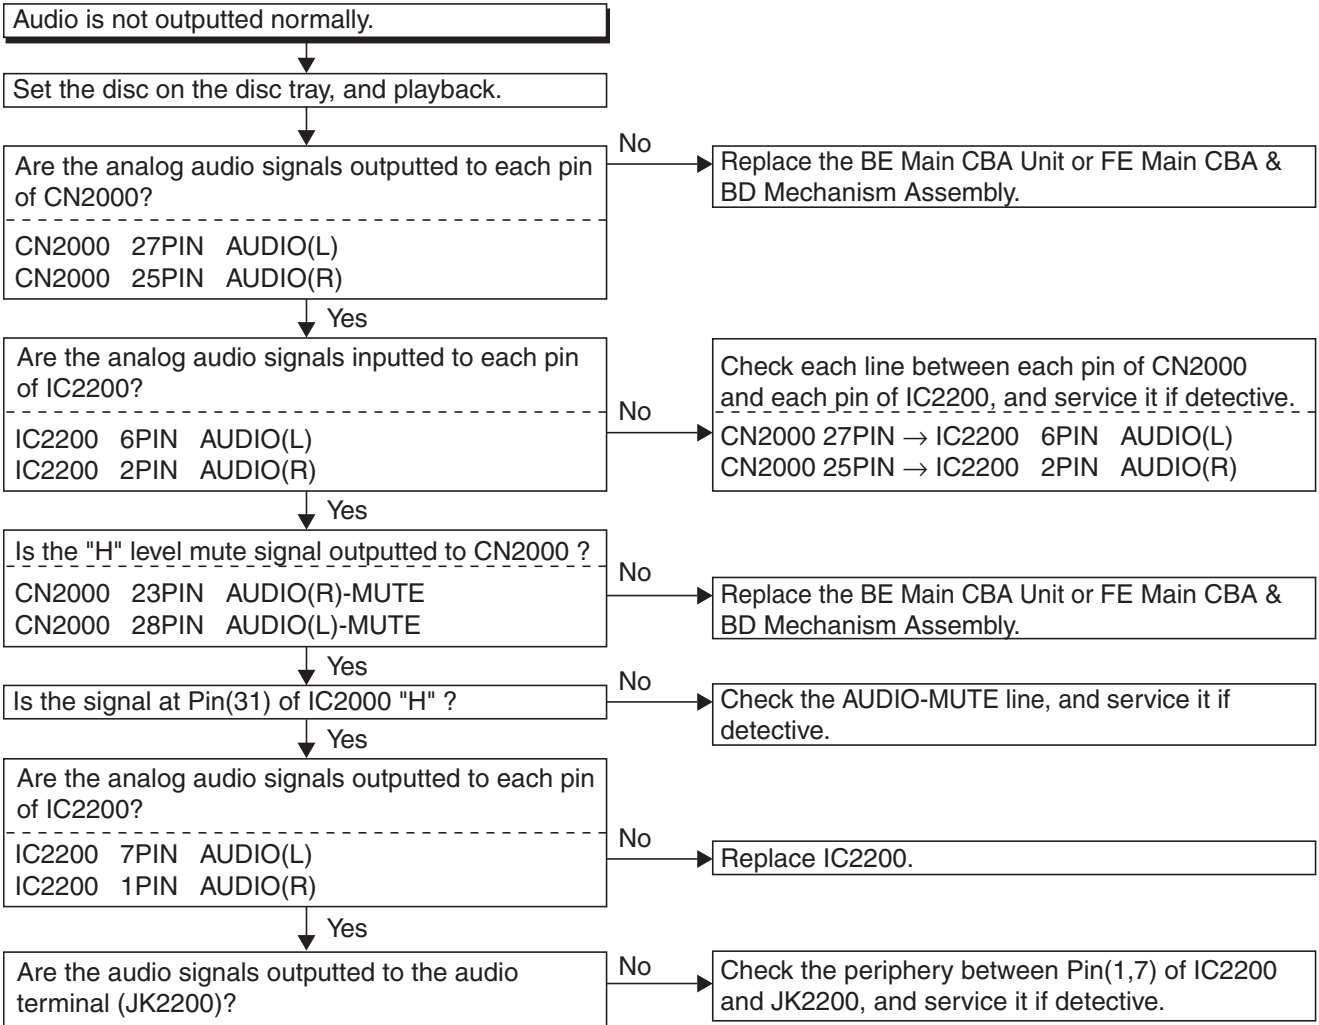 Audio is not outputted normally.
Set the disc on the disc tray, and playback.
Are the analog audio signals outputted to each pin
of CN2000?
CN2000 27PIN AUDIO(L)
CN2000 25PIN AUDIO(R)
No
Replace the BE Main CBA Unit or FE Main CBA &
BD Mechanism Assembly.
Yes
Are the analog audio signals inputted to each pin
of IC2200?
IC2200 6PIN AUDIO(L)
IC2200 2PIN AUDIO(R)
No
Check each line between each pin of CN2000
and each pin of IC2200, and service it if detective.
CN2000 27PIN → IC2200 6PIN AUDIO(L)
CN2000 25PIN → IC2200 2PIN AUDIO(R)
Yes
Is the "H" level mute signal outputted to CN2000 ?
CN2000 23PIN AUDIO(R)-MUTE
CN2000 28PIN AUDIO(L)-MUTE
No
Replace the BE Main CBA Unit or FE Main CBA &
BD Mechanism Assembly.
Yes
Is the signal at Pin(31) of IC2000 "H" ?
No
Check the AUDIO-MUTE line, and service it if
detective.
Yes
Are the analog audio signals outputted to each pin
of IC2200?
IC2200 7PIN AUDIO(L)
IC2200 1PIN AUDIO(R)
No
Replace IC2200.
Yes
Are the audio signals outputted to the audio
terminal (JK2200)?
No
Check the periphery between Pin(1,7) of IC2200
and JK2200, and service it if detective.